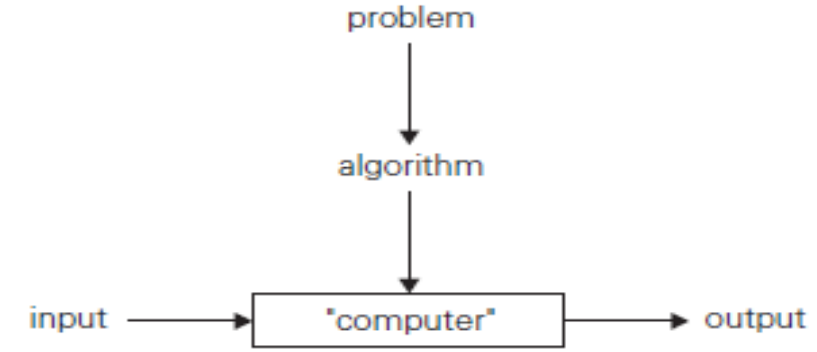 problem
algorithm
input "computer" output